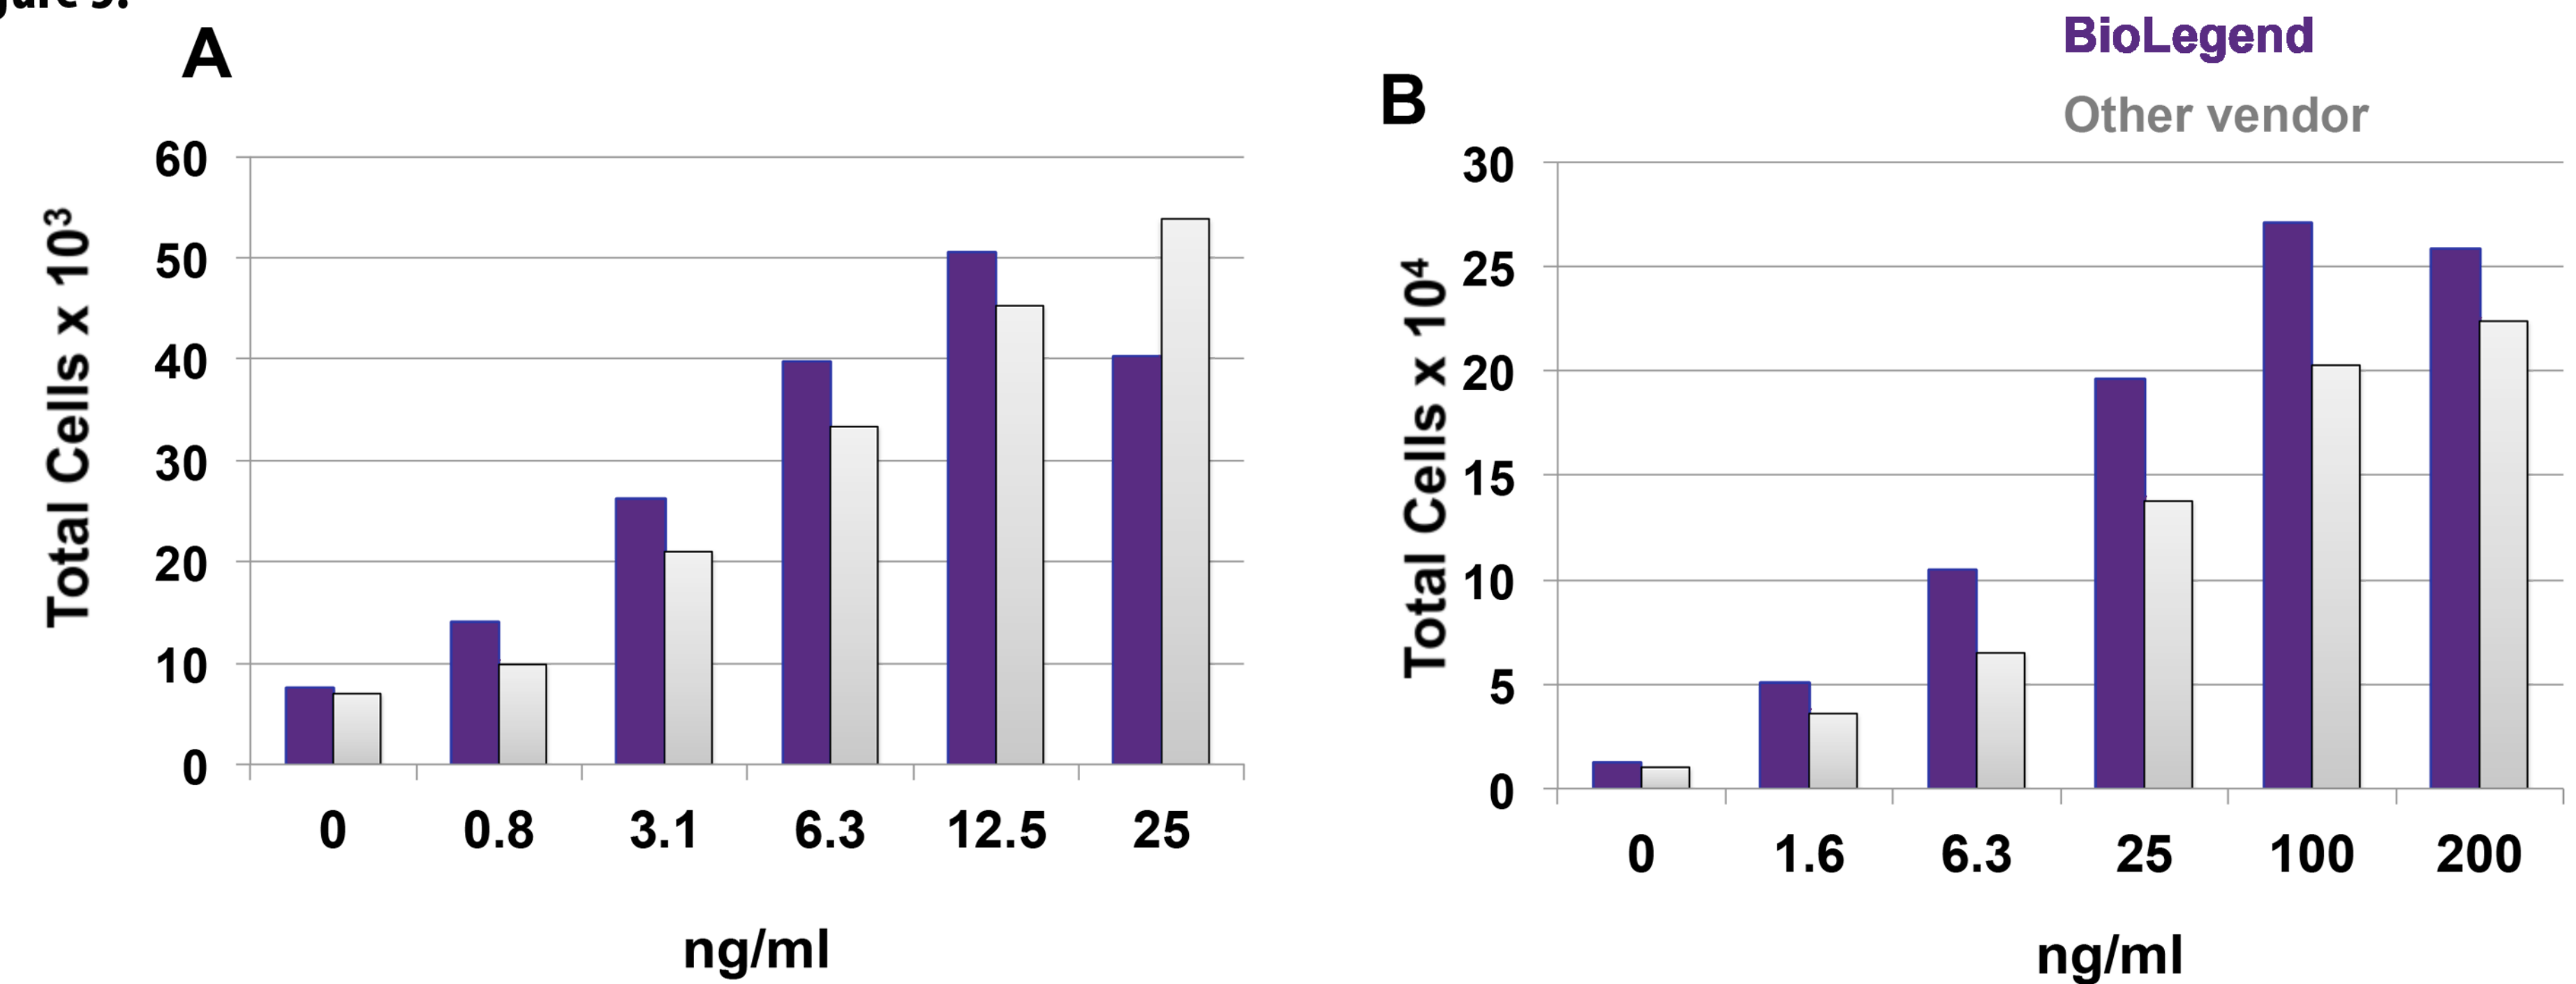 A
Total Cells x 10³
60
50
40
30
20
10
0
0 0.8 3.1 6.3 12.5 25
ng/ml
BioLegend
Other vendor
B
Total Cells x 10⁴
30
25
20
15
10
5
0
0 1.6 6.3 25 100 200
ng/ml